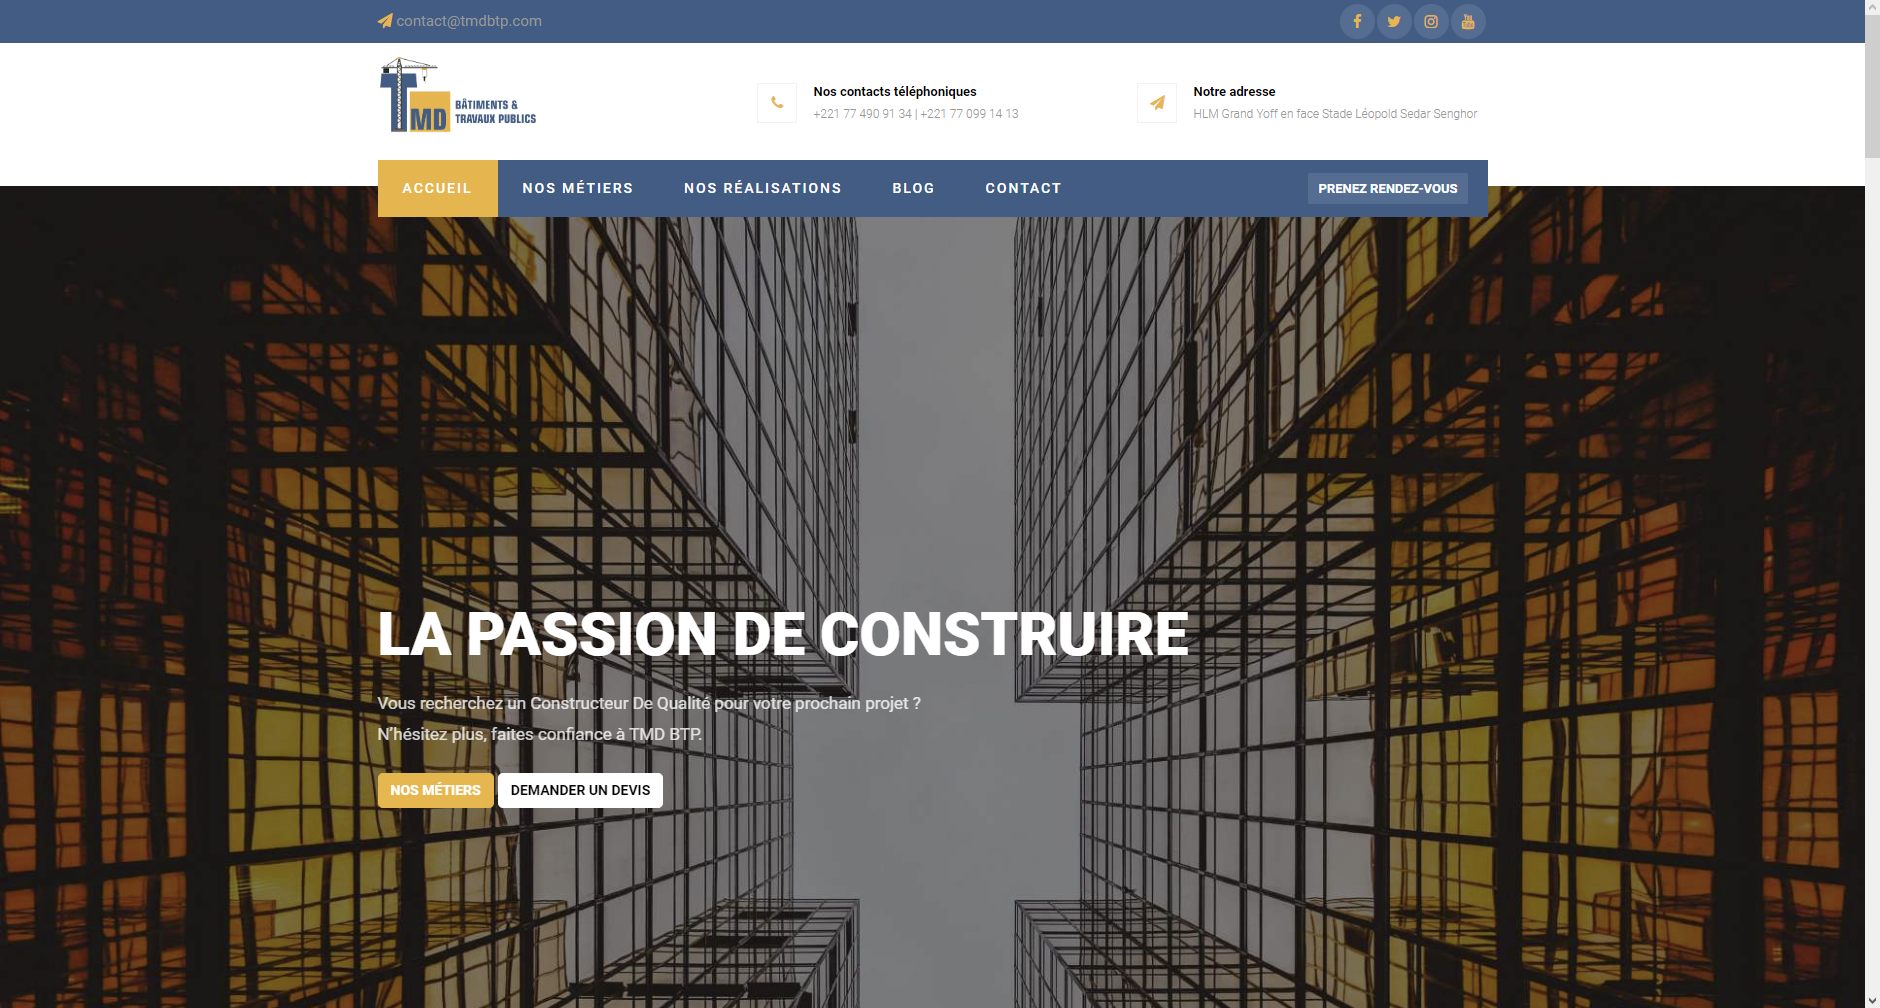 contact@tmdbtp.com
TMD
BÂTIMENTS &
TRAVAUX PUBLICS
Nos contacts téléphoniques
+221 77 490 91 34 | +221 77 099 14 13
Notre adresse
HLM Grand Yoff en face Stade Léopold Sedar Senghor
ACCUEIL NOS MÉTIERS NOS RÉALISATIONS BLOG CONTACT PRENEZ RENDEZ-VOUS
LA PASSION DE CONSTRUIRE
Vous recherchez un Constructeur De Qualité pour votre prochain projet ?
N'hésitez plus, faites confiance à TMD BTP.
NOS MÉTIERS DEMANDER UN DEVIS